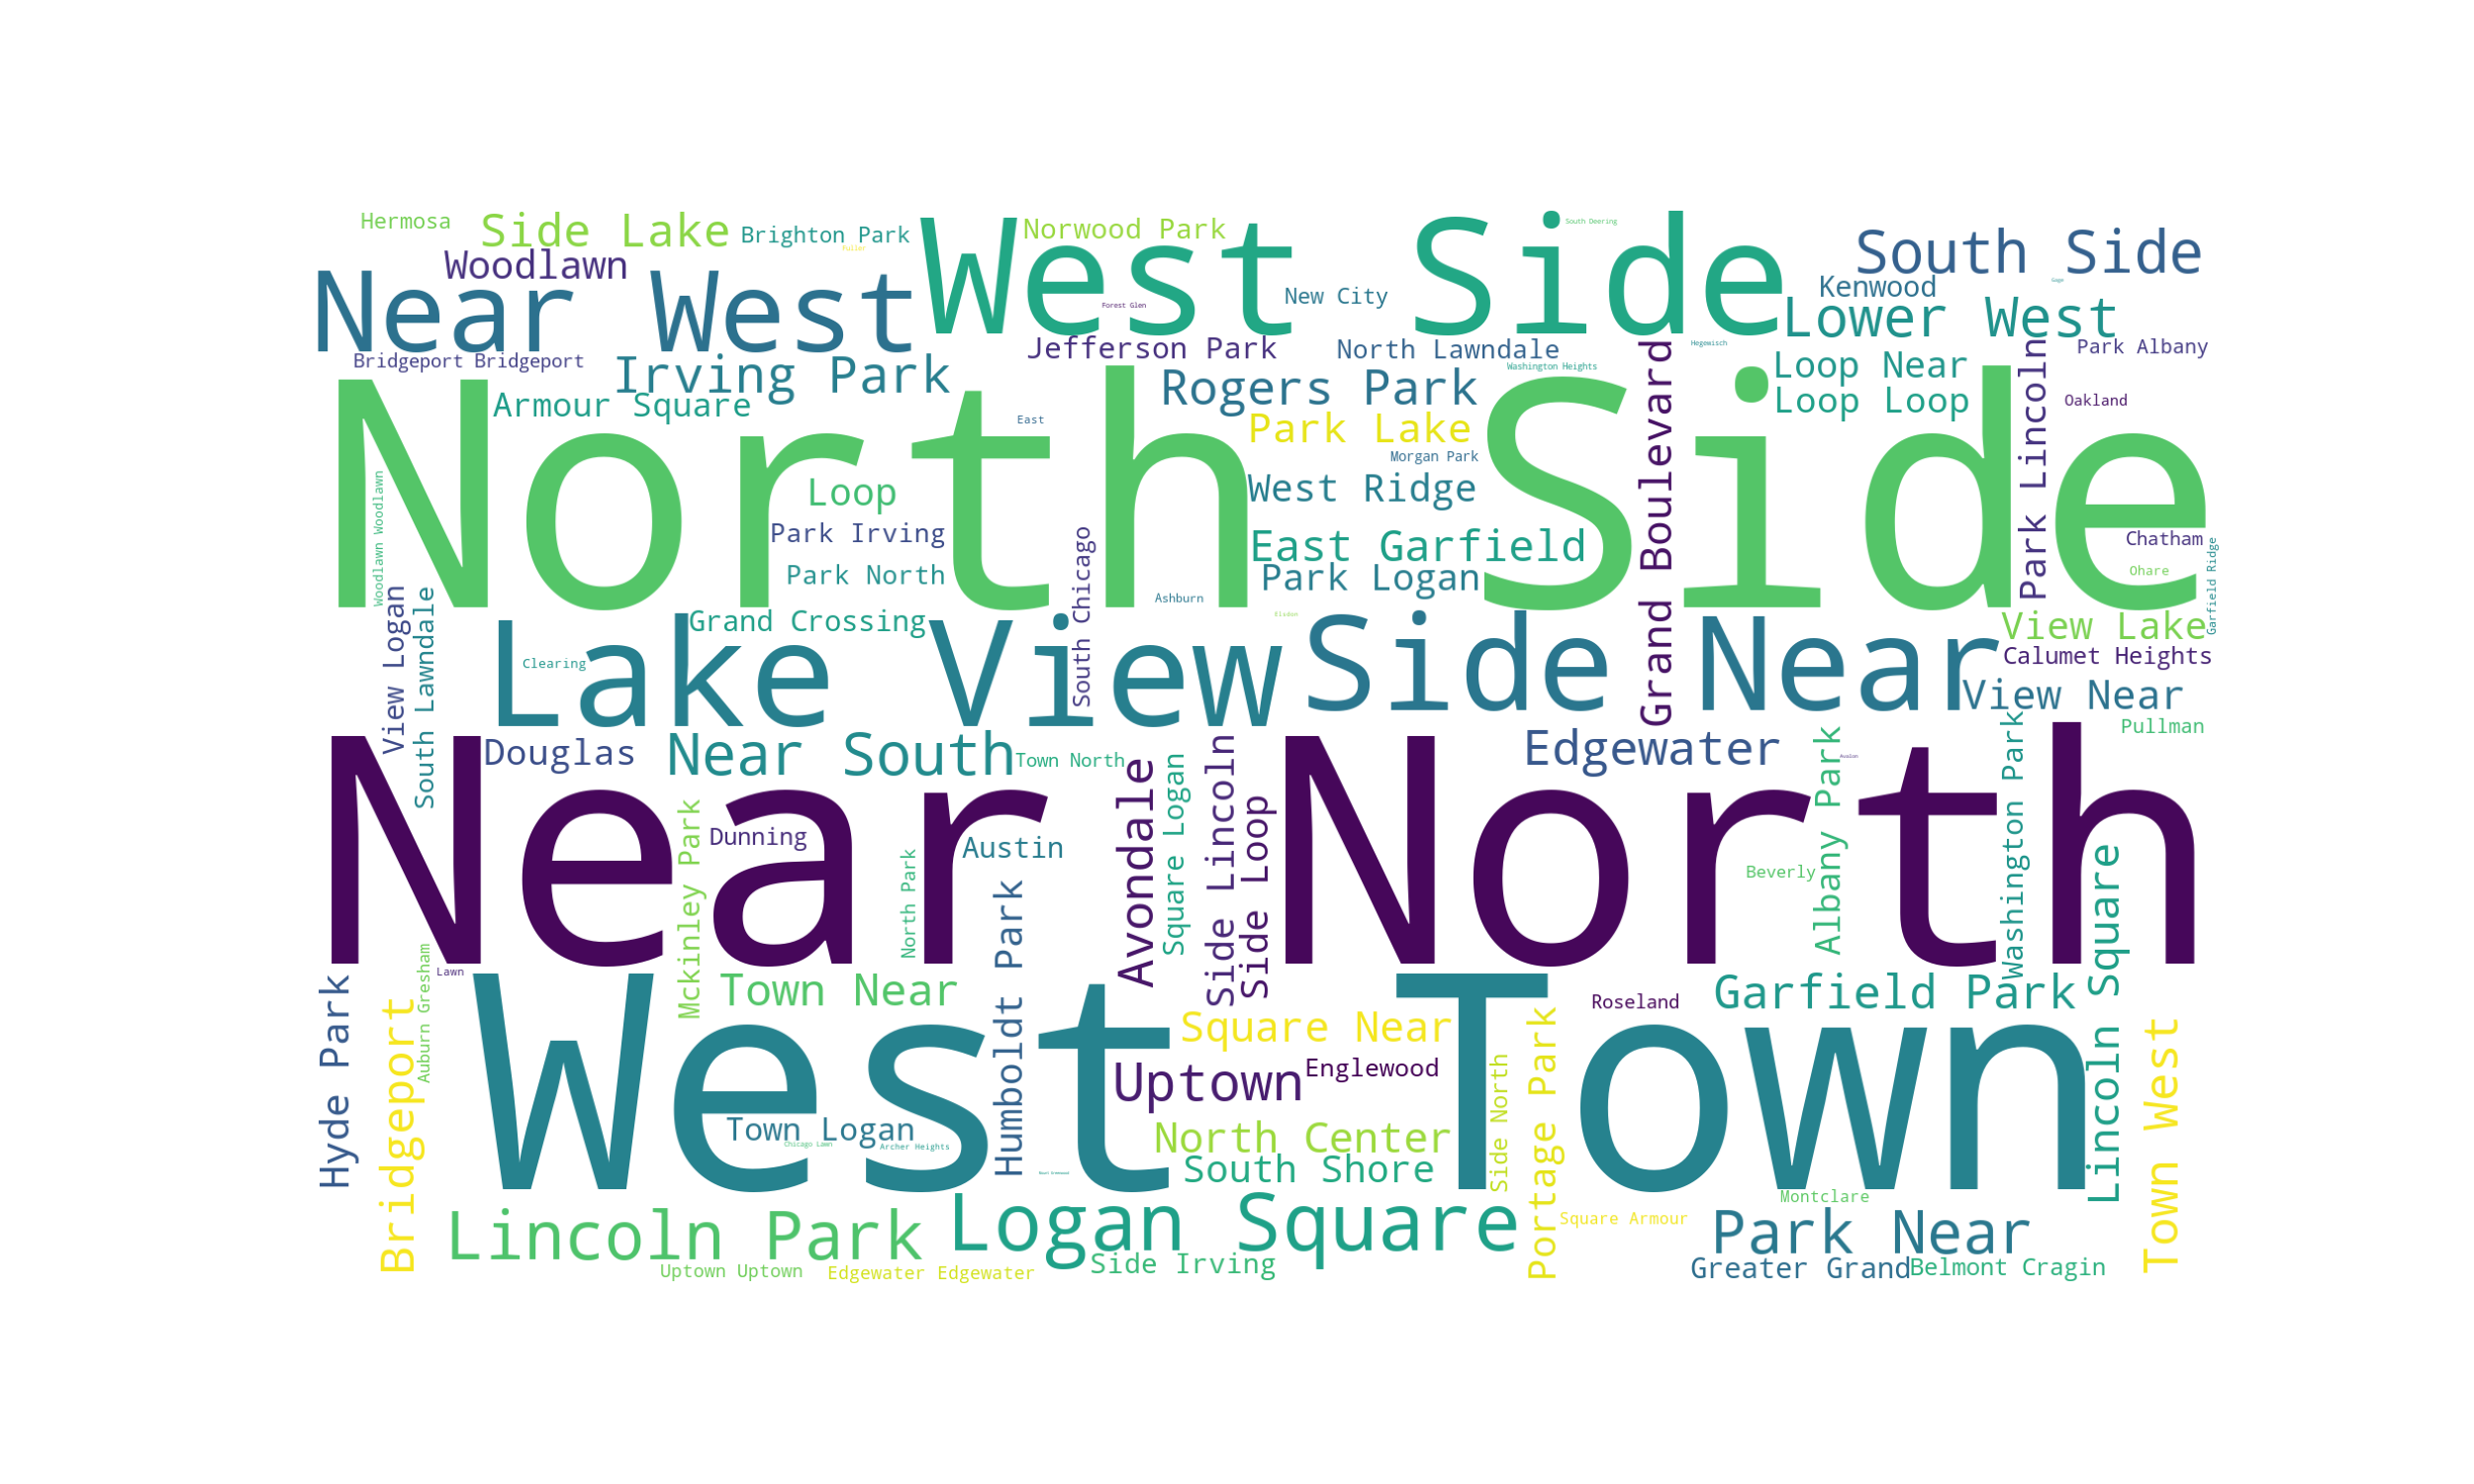 Hermosa
Side Lake
Brighton Park
Fuller
West Side
Norwood Park
South Deering
South Side
Woodlawn
Near West
Forest Glen
New City
Kenwood
Gage
Lower West
Bridgeport Bridgeport
Irving Park
Jefferson Park
North Lawndale
Hegewisch
Washington Heights
Grand Boulevard
Loop Near
Park Lincoln
Park Albany
Armour Square
Rogers Park
Loop Loop
Oakland
North Side
East
Park Lake
Morgan Park
Woodlawn Woodlawn
Loop
West Ridge
Park Irving
South Chicago
East Garfield
Chatham
Garfield Ridge
Park North
Park Logan
Ohare
View Logan
South Lawndale
Ashburn
Grand Crossing
Elsdon
View Lake
Clearing
Lake View
Side Near
Calumet Heights
View Near
Douglas
Near South
Town North
Square Logan
Side Lincoln
Edgewater
Pullman
Near North
Avondale
Albany Park
Washington Park
Mckinley Park
Dunning
North Park
Austin
Side Loop
Beverly
Lincoln Square
Auburn Gresham
Lawn
Hyde Park
Bridgeport
Town Near
Humboldt Park
Roseland
Garfield Park
West Town
Square Near
Portage Park
Town West
Uptown
Englewood
Side North
Town Logan
Chicago Lawn
Archer Heights
North Center
South Shore
Lincoln Park
Logan Square
Montclare
Square Armour
Park Near
Uptown Uptown
Edgewater Edgewater
Side Irving
Greater Grand
Belmont Cragin